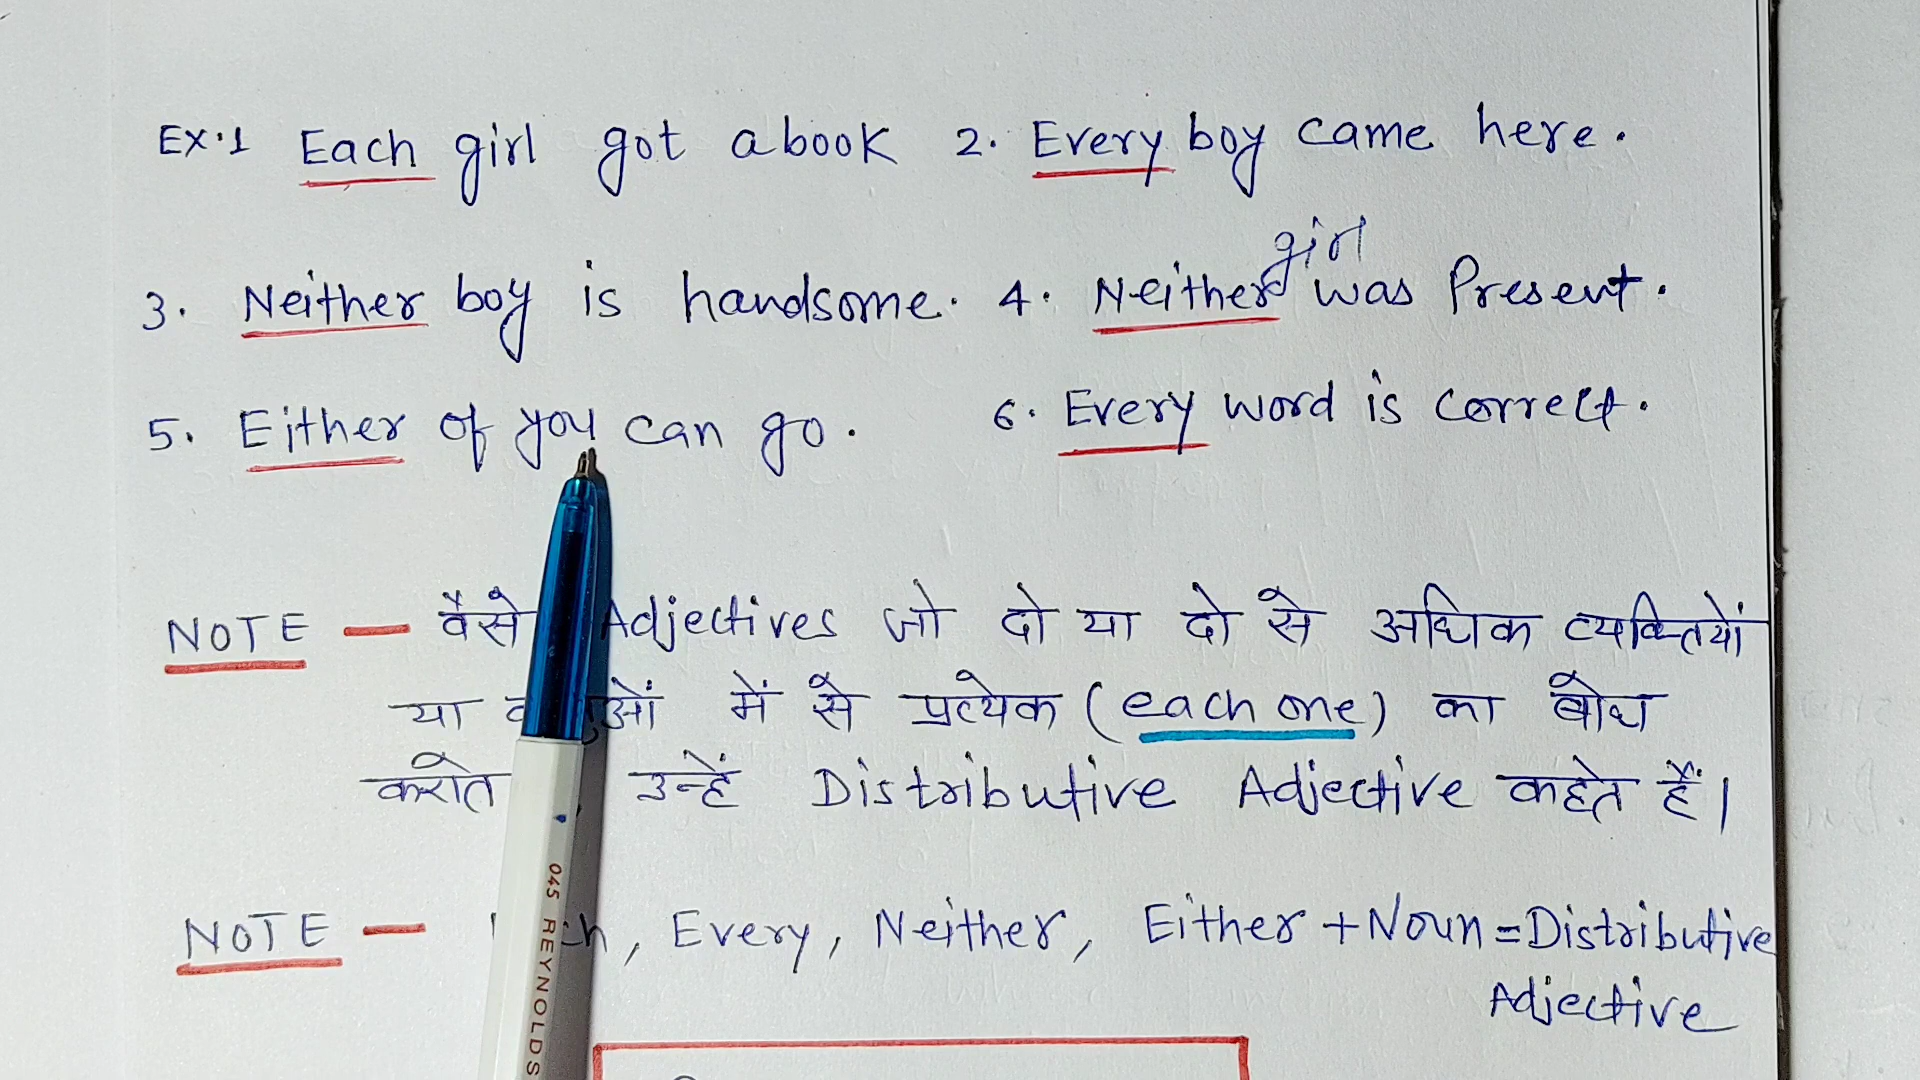 Ex.1 Each girl got a book 2. Every boy came here.
girl
3. Neither boy is handsome. 4. Neither was Present.
5. Either of you can go. 6. Every word is correct.
NOTE — वैसे Adjectives जो दो या दो से अधिक व्यक्तियों
या में से प्रत्येक (each one) का बोध
उन्हें Distributive Adjective कहते हैं।
NOTE — Every, Neither, Either + Noun = Distributive
Adjective
045 REYNOLDS